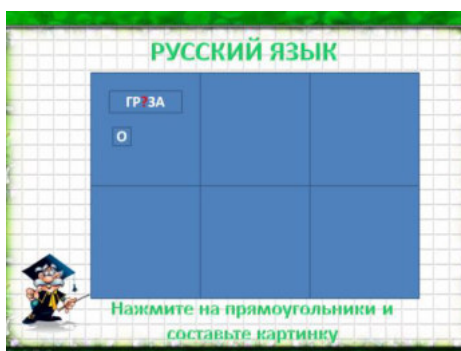 РУССКИЙ ЯЗЫК
ГР?ЗА
О
Нажмите на прямоугольники и
составьте картинку